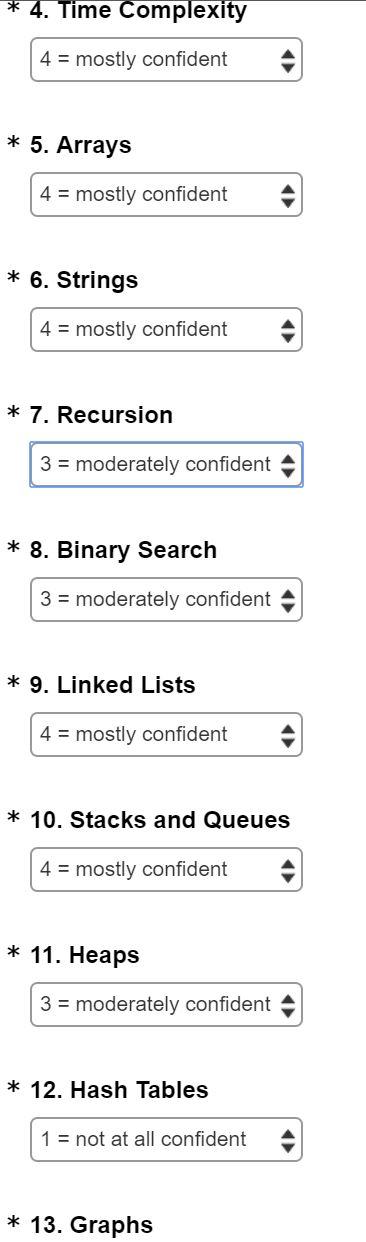 * 4. Time Complexity
4 = mostly confident
* 5. Arrays
4 = mostly confident
* 6. Strings
4 = mostly confident
* 7. Recursion
3 = moderately confident
* 8. Binary Search
3 = moderately confident
* 9. Linked Lists
4 = mostly confident
* 10. Stacks and Queues
4 = mostly confident
* 11. Heaps
3 = moderately confident
* 12. Hash Tables
1 = not at all confident
* 13. Graphs